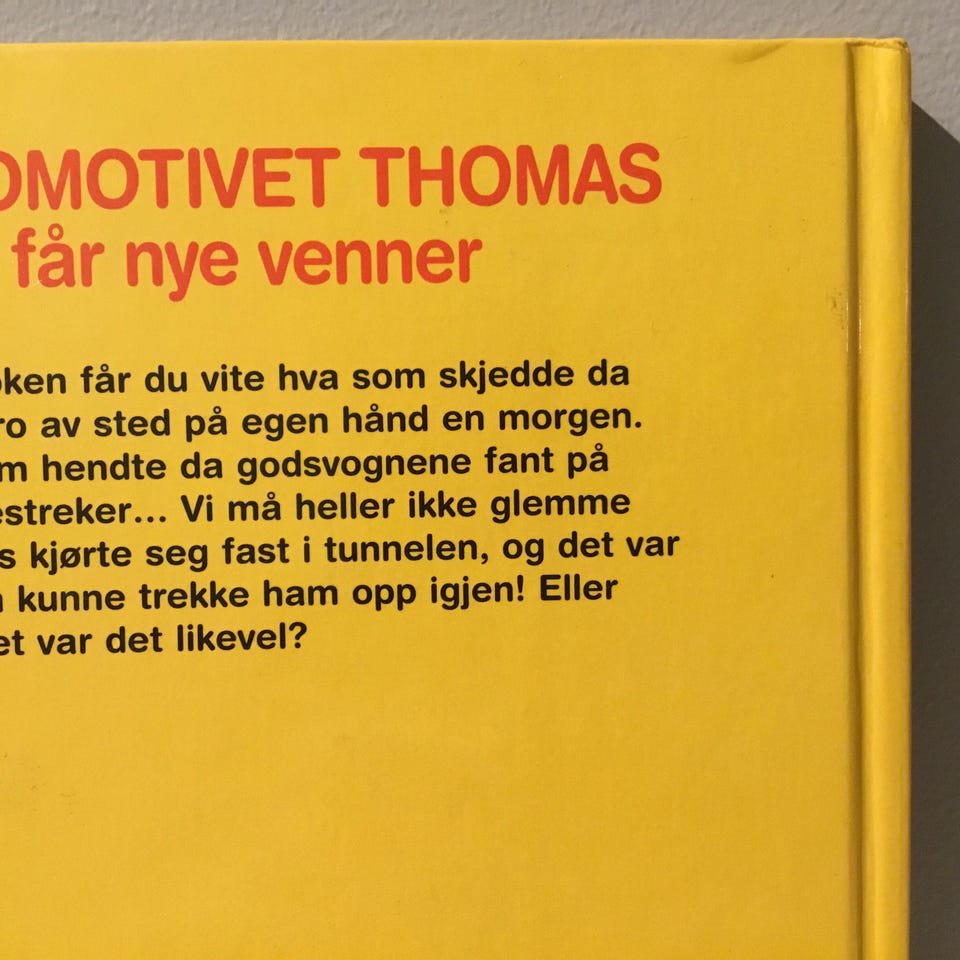 OMOTIVET THOMAS
får nye venner
ken får du vite hva som skjedde da
ro av sted på egen hånd en morgen.
m hendte da godsvognene fant på
estreker... Vi må heller ikke glemme
s kjørte seg fast i tunnelen, og det var
kunne trekke ham opp igjen! Eller
et var det likevel?